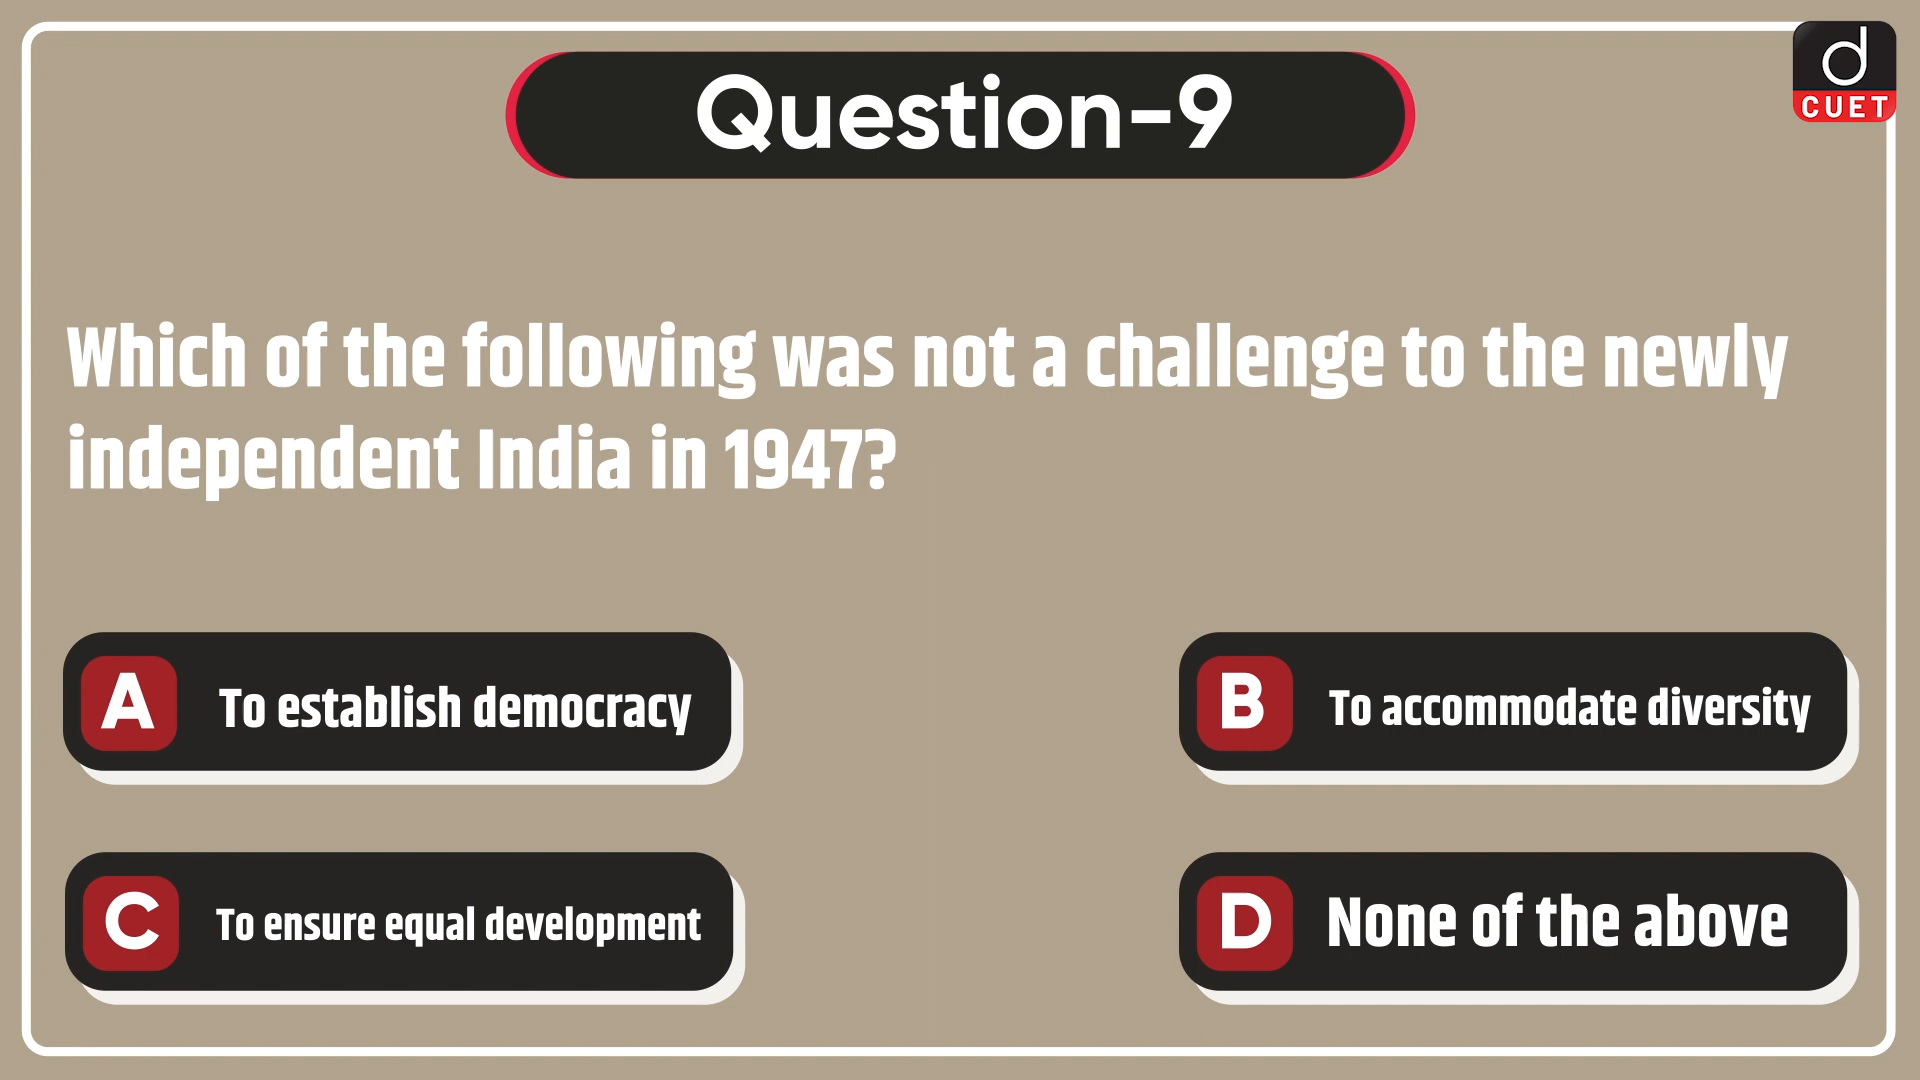 Question-9
d
CUET
Which of the following was not a challenge to the newly
independent India in 1947?
A To establish democracy
B To accommodate diversity
C To ensure equal development
D None of the above